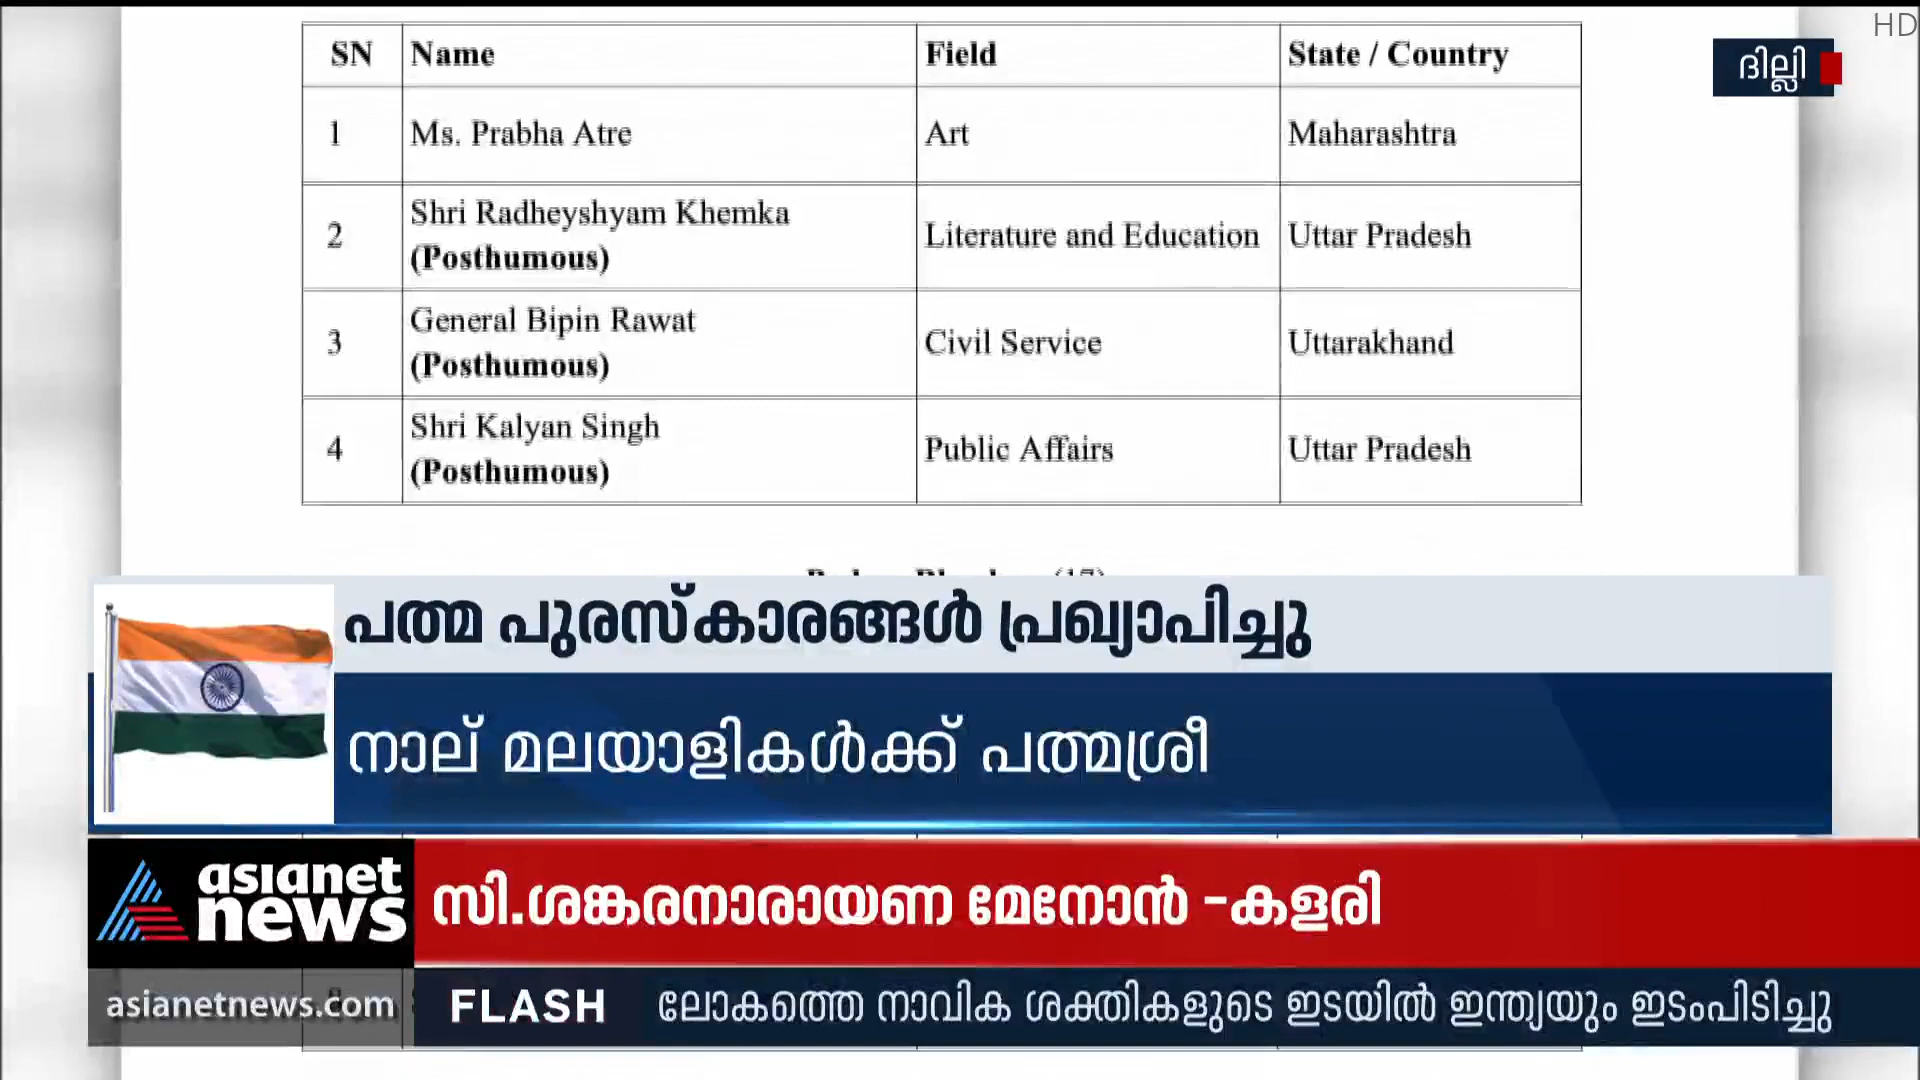 HD
ദില്ലി
SN Name Field State / Country
1 Ms. Prabha Atre Art Maharashtra
2 Shri Radheyshyam Khemka (Posthumous) Literature and Education Uttar Pradesh
3 General Bipin Rawat (Posthumous) Civil Service Uttarakhand
4 Shri Kalyan Singh (Posthumous) Public Affairs Uttar Pradesh
പത്മ പുരസ്കാരങ്ങൾ പ്രഖ്യാപിച്ചു
നാല് മലയാളികൾക്ക് പത്മശ്രീ
asianet news
സി.ശങ്കരനാരായണ മേനോൻ -കളരി
asianetnews.com
FLASH ലോകത്തെ നാവിക ശക്തികളുടെ ഇടയിൽ ഇന്ത്യയും ഇടംപിടിച്ചു